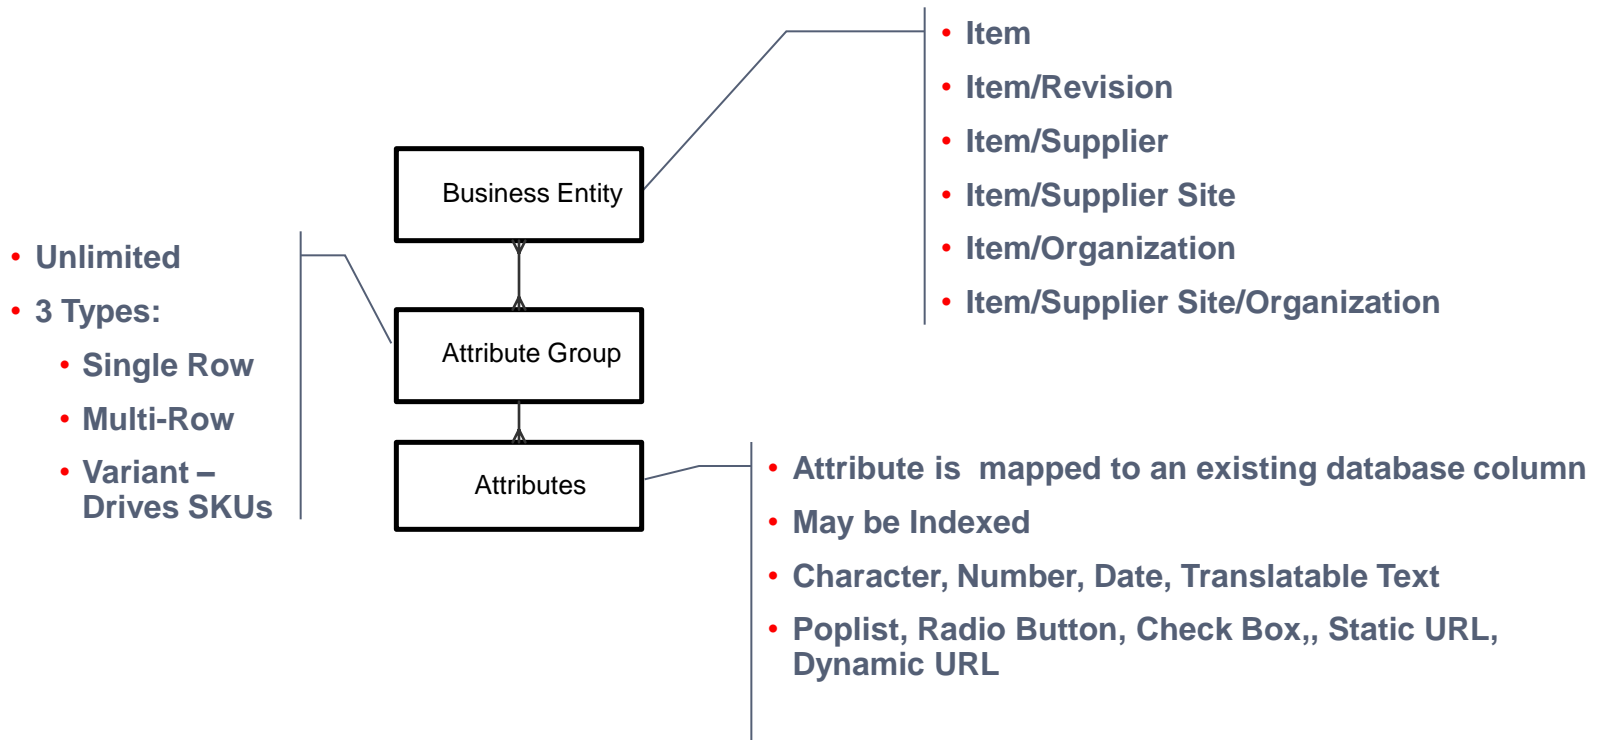 • Item
• Item/Revision
• Item/Supplier
• Item/Supplier Site
• Item/Organization
• Item/Supplier Site/Organization
Business Entity
• Unlimited
• 3 Types:
• Single Row
• Multi-Row
• Variant –
Drives SKUs
Attribute Group
Attributes
• Attribute is  mapped to an existing database column
• May be Indexed
• Character, Number, Date, Translatable Text
• Poplist, Radio Button, Check Box,, Static URL,
Dynamic URL